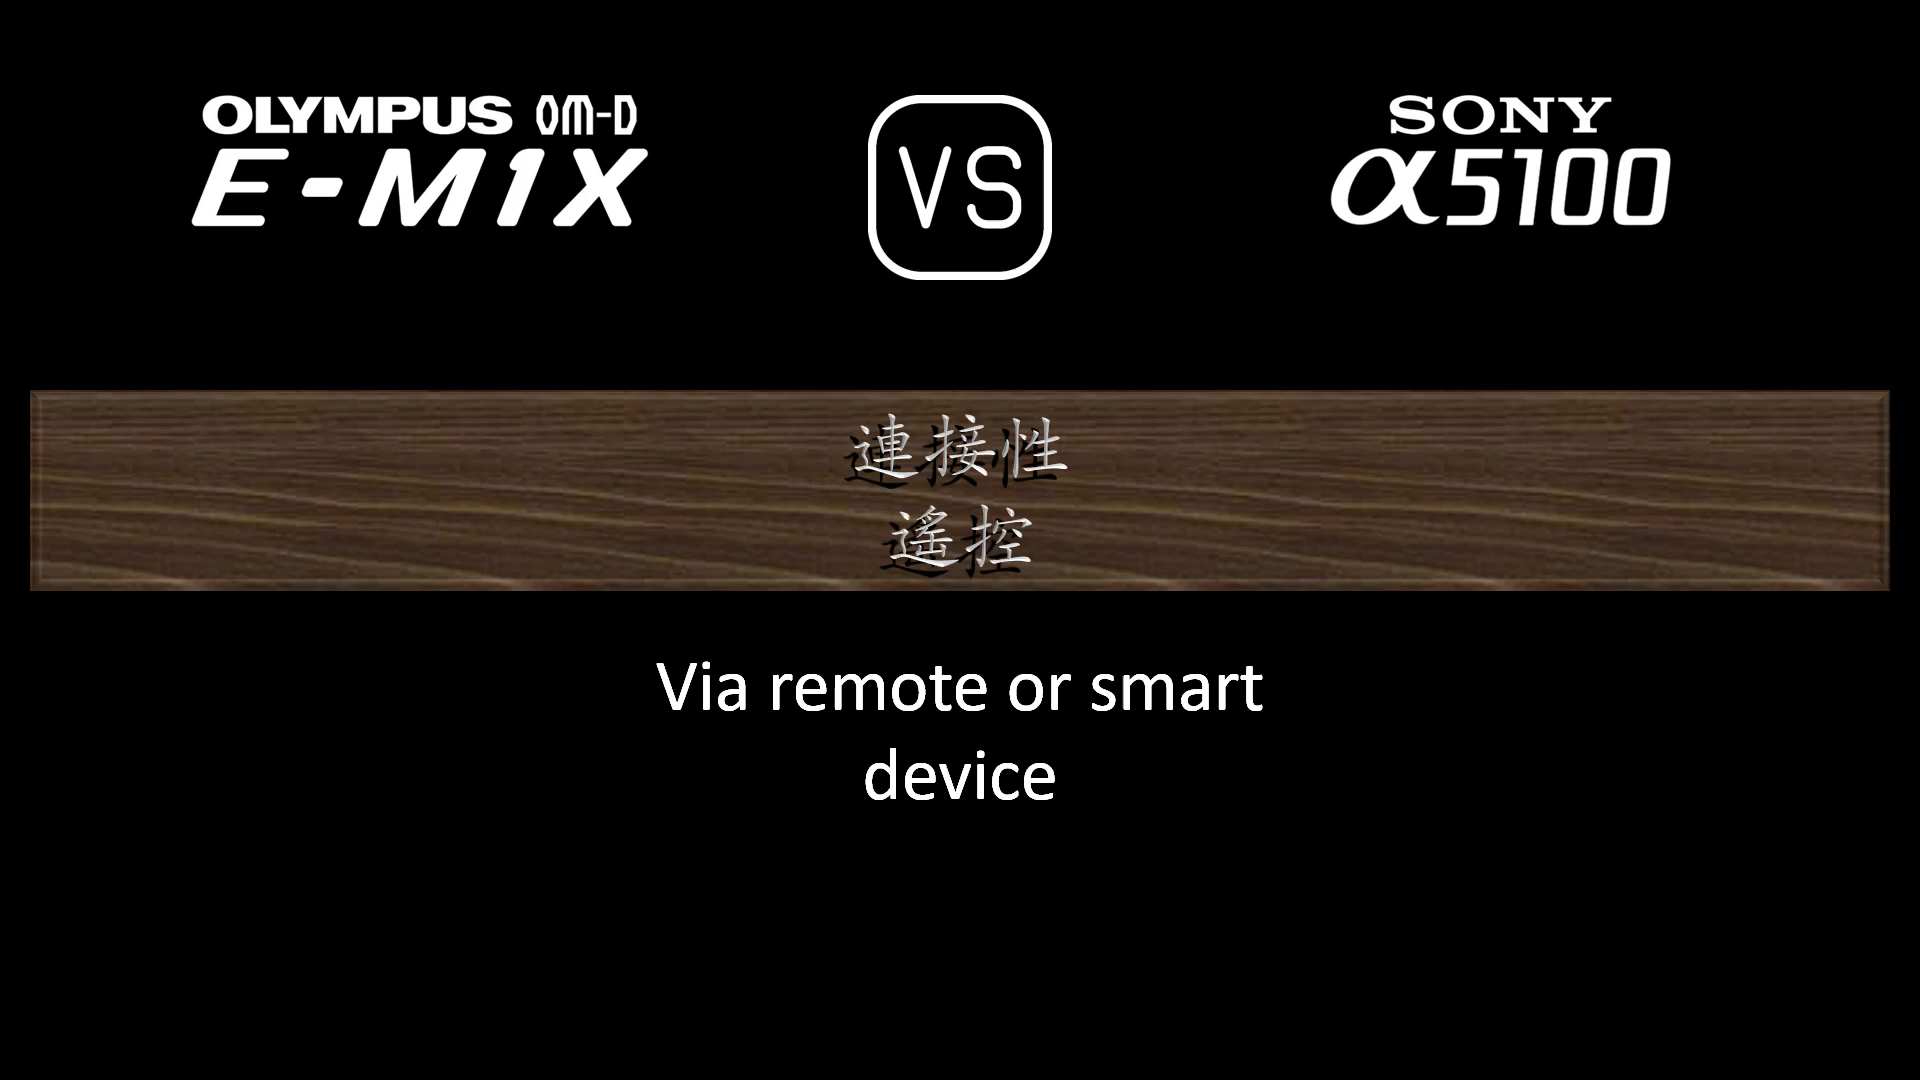 OLYMPUS OM-D
E-M1X
VS
SONY
α5100
連接性
遙控
Via remote or smart
device